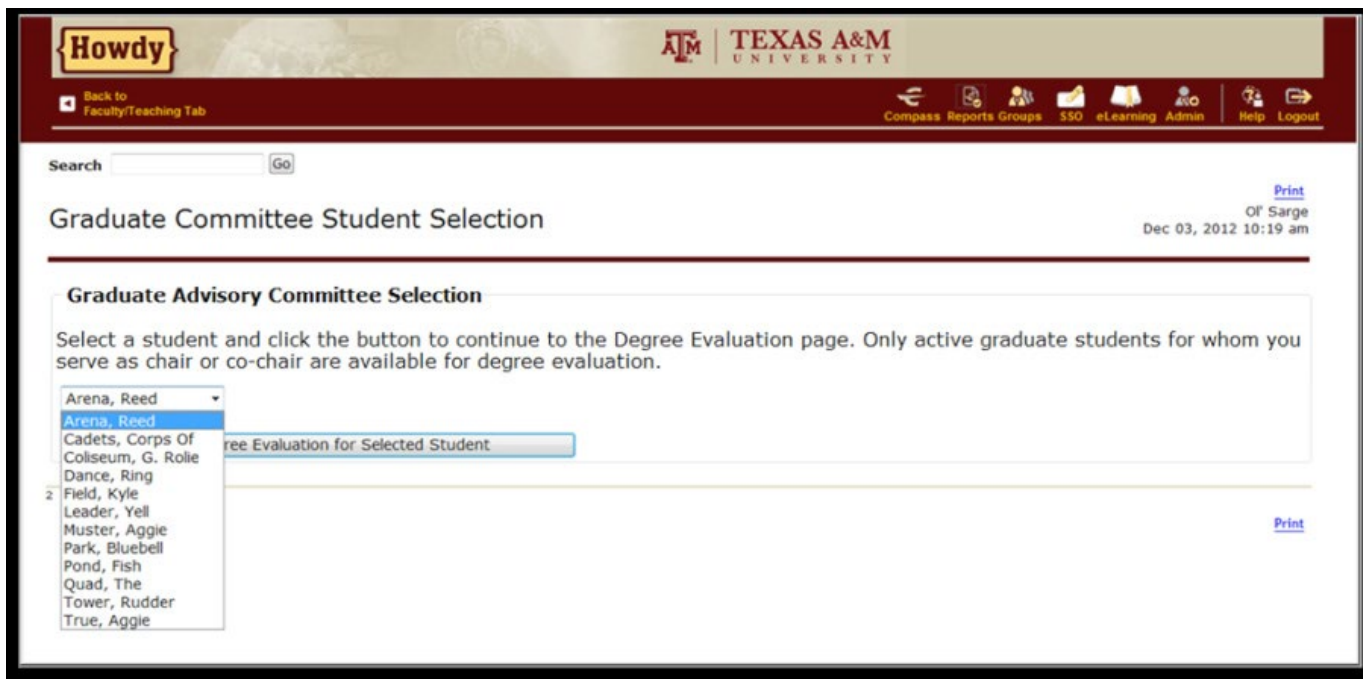 {Howdy}
ĀM | TEXAS A&M
UNIVERSITY
Back to
Faculty/Teaching Tab
Compass Reports Groups SSO eLearning Admin Help Logout
Search Go
Print
Graduate Committee Student Selection
Ol' Sarge
Dec 03, 2012 10:19 am
Graduate Advisory Committee Selection
Select a student and click the button to continue to the Degree Evaluation page. Only active graduate students for whom you
serve as chair or co-chair are available for degree evaluation.
Arena, Reed
Arena, Reed
Cadets, Corps Of
ree Evaluation for Selected Student
Coliseum, G. Rolie
Dance, Ring
2 Field, Kyle
Leader, Yell
Muster, Aggie
Print
Park, Bluebell
Pond, Fish
Quad, The
Tower, Rudder
True, Aggie